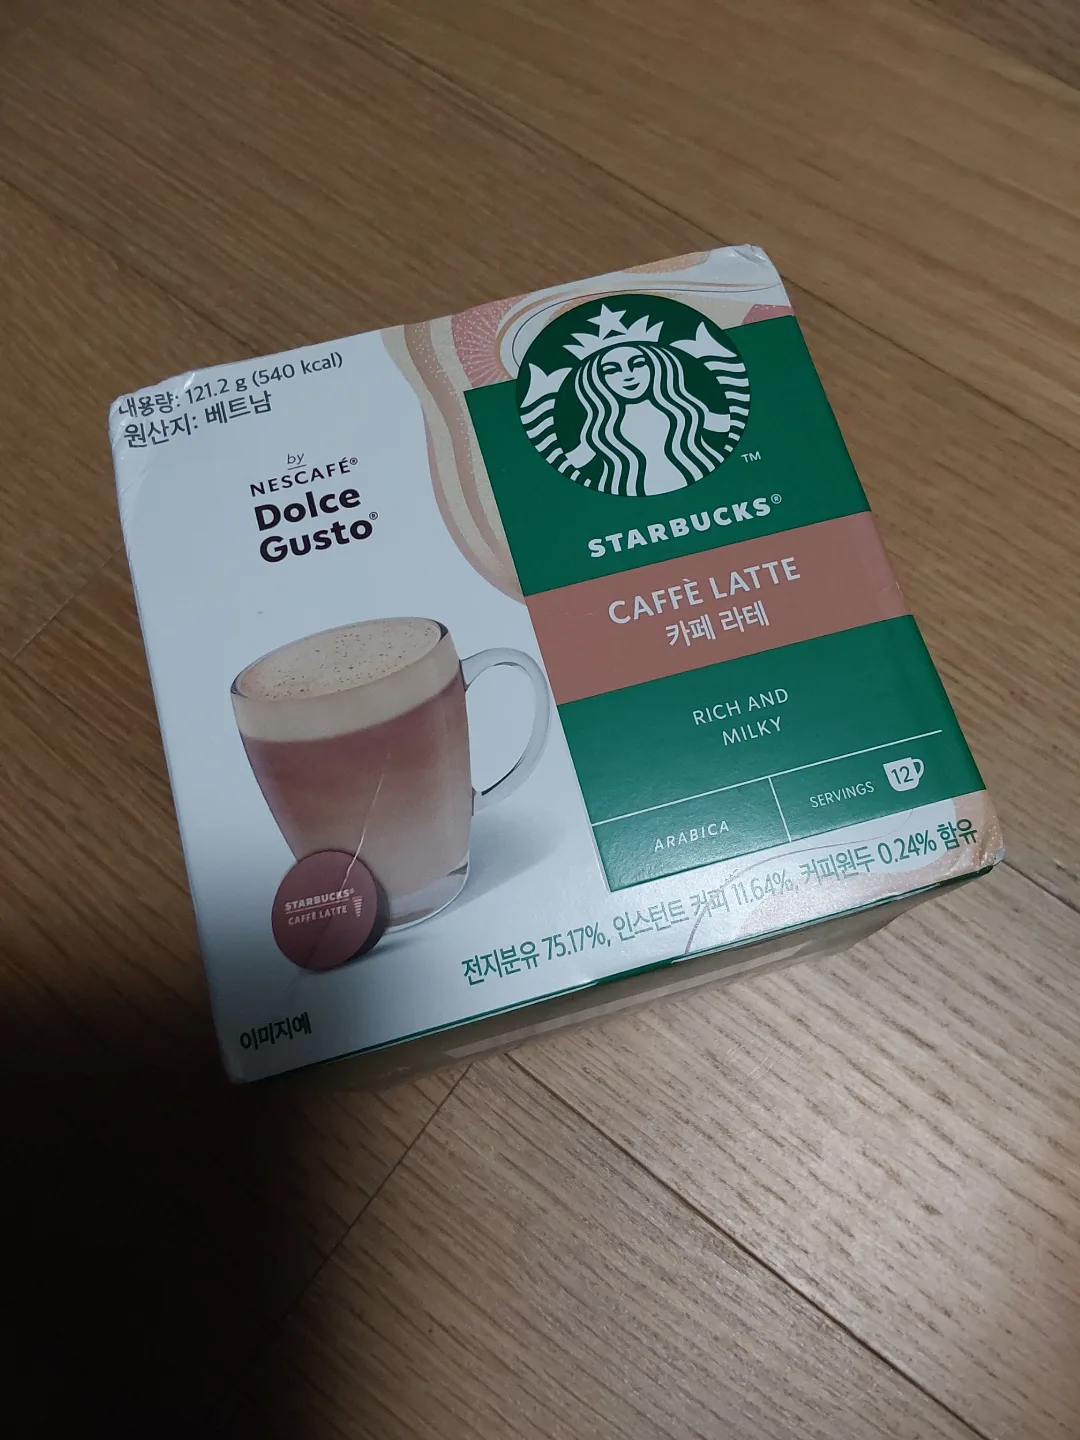 내용량: 121.2 g (540 kcal)
원산지: 베트남
by
NESCAFÉ®
Dolce
Gusto®
STARBUCKS®
CAFFÈ LATTE
이미지예
TM
STARBUCKS®
CAFFÈ LATTE
카페 라테
RICH AND
MILKY
ARABICA
SERVINGS 12
전지분유 75.17%, 인스턴트 커피 11.64%, 커피원두 0.24% 함유